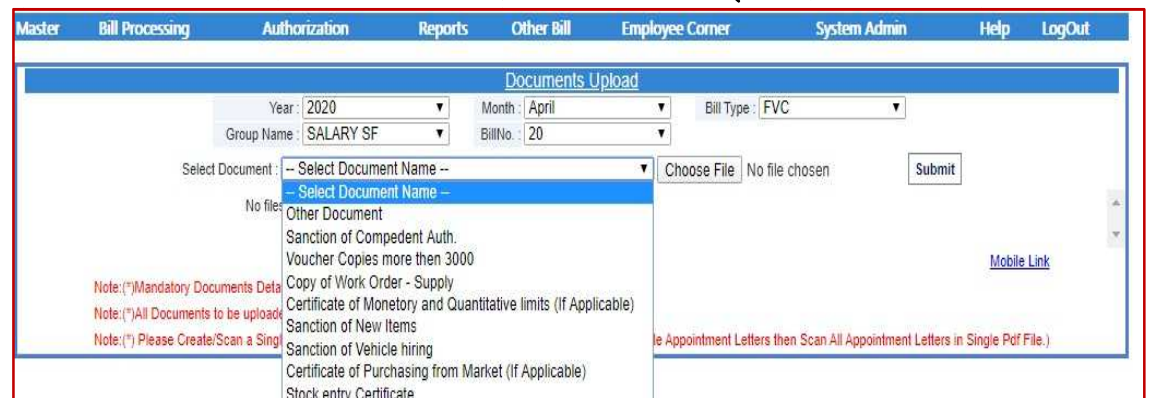 Master Bill Processing Authorization Reports Other Bill Employee Corner System Admin Help LogOut
Documents Upload
Year : 2020 Month : April Bill Type : FVC
Group Name : SALARY SF BillNo. : 20
Select Document : -- Select Document Name -- Choose File No file chosen Submit
-- Select Document Name --
No files
Other Document
Sanction of Compedent Auth.
Voucher Copies more then 3000
Mobile Link
Copy of Work Order - Supply
Note:(*)Mandatory Documents
Certificate of Monetory and Quantitative limits (If Applicable)
Note:(*)All Documents to be
Sanction of New Items
Sanction of Vehicle hiring
Note:(*) Please Create/Scan a Appointment Letters then Scan All Appointment Letters in Single Pdf File.)
Certificate of Purchasing from Market (If Applicable)
Stock entry Certificate